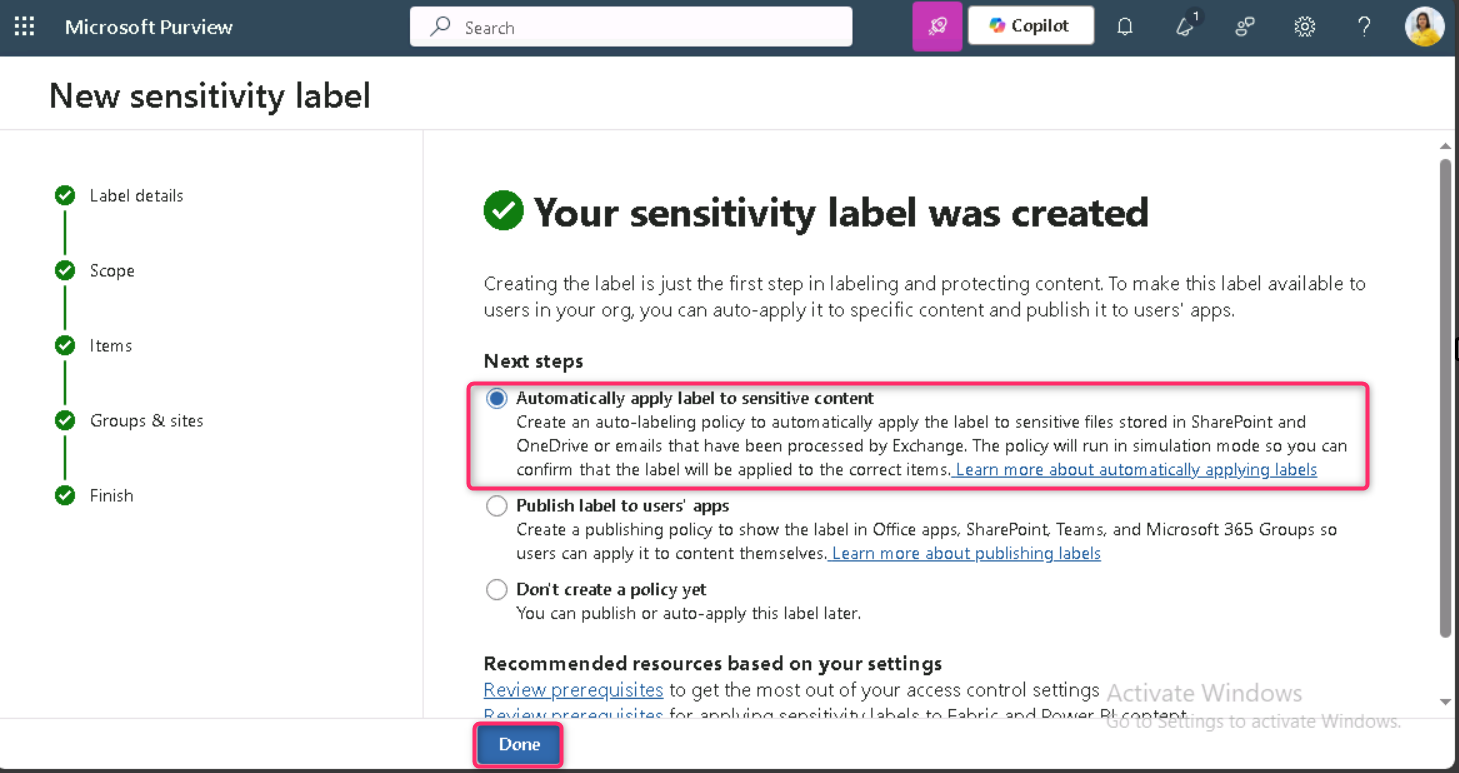 Microsoft Purview
Search
Copilot
1
New sensitivity label
Label details
Scope
Items
Groups & sites
Finish
Your sensitivity label was created
Creating the label is just the first step in labeling and protecting content. To make this label available to
users in your org, you can auto-apply it to specific content and publish it to users' apps.
Next steps
Automatically apply label to sensitive content
Create an auto-labeling policy to automatically apply the label to sensitive files stored in SharePoint and
OneDrive or emails that have been processed by Exchange. The policy will run in simulation mode so you can
confirm that the label will be applied to the correct items. Learn more about automatically applying labels
Publish label to users' apps
Create a publishing policy to show the label in Office apps, SharePoint, Teams, and Microsoft 365 Groups so
users can apply it to content themselves. Learn more about publishing labels
Don't create a policy yet
You can publish or auto-apply this label later.
Recommended resources based on your settings
Review prerequisites to get the most out of your access control settings
Review prerequisites for applying sensitivity labels to Fabric and Power BI content
Activate Windows
Go to Settings to activate Windows.
Done